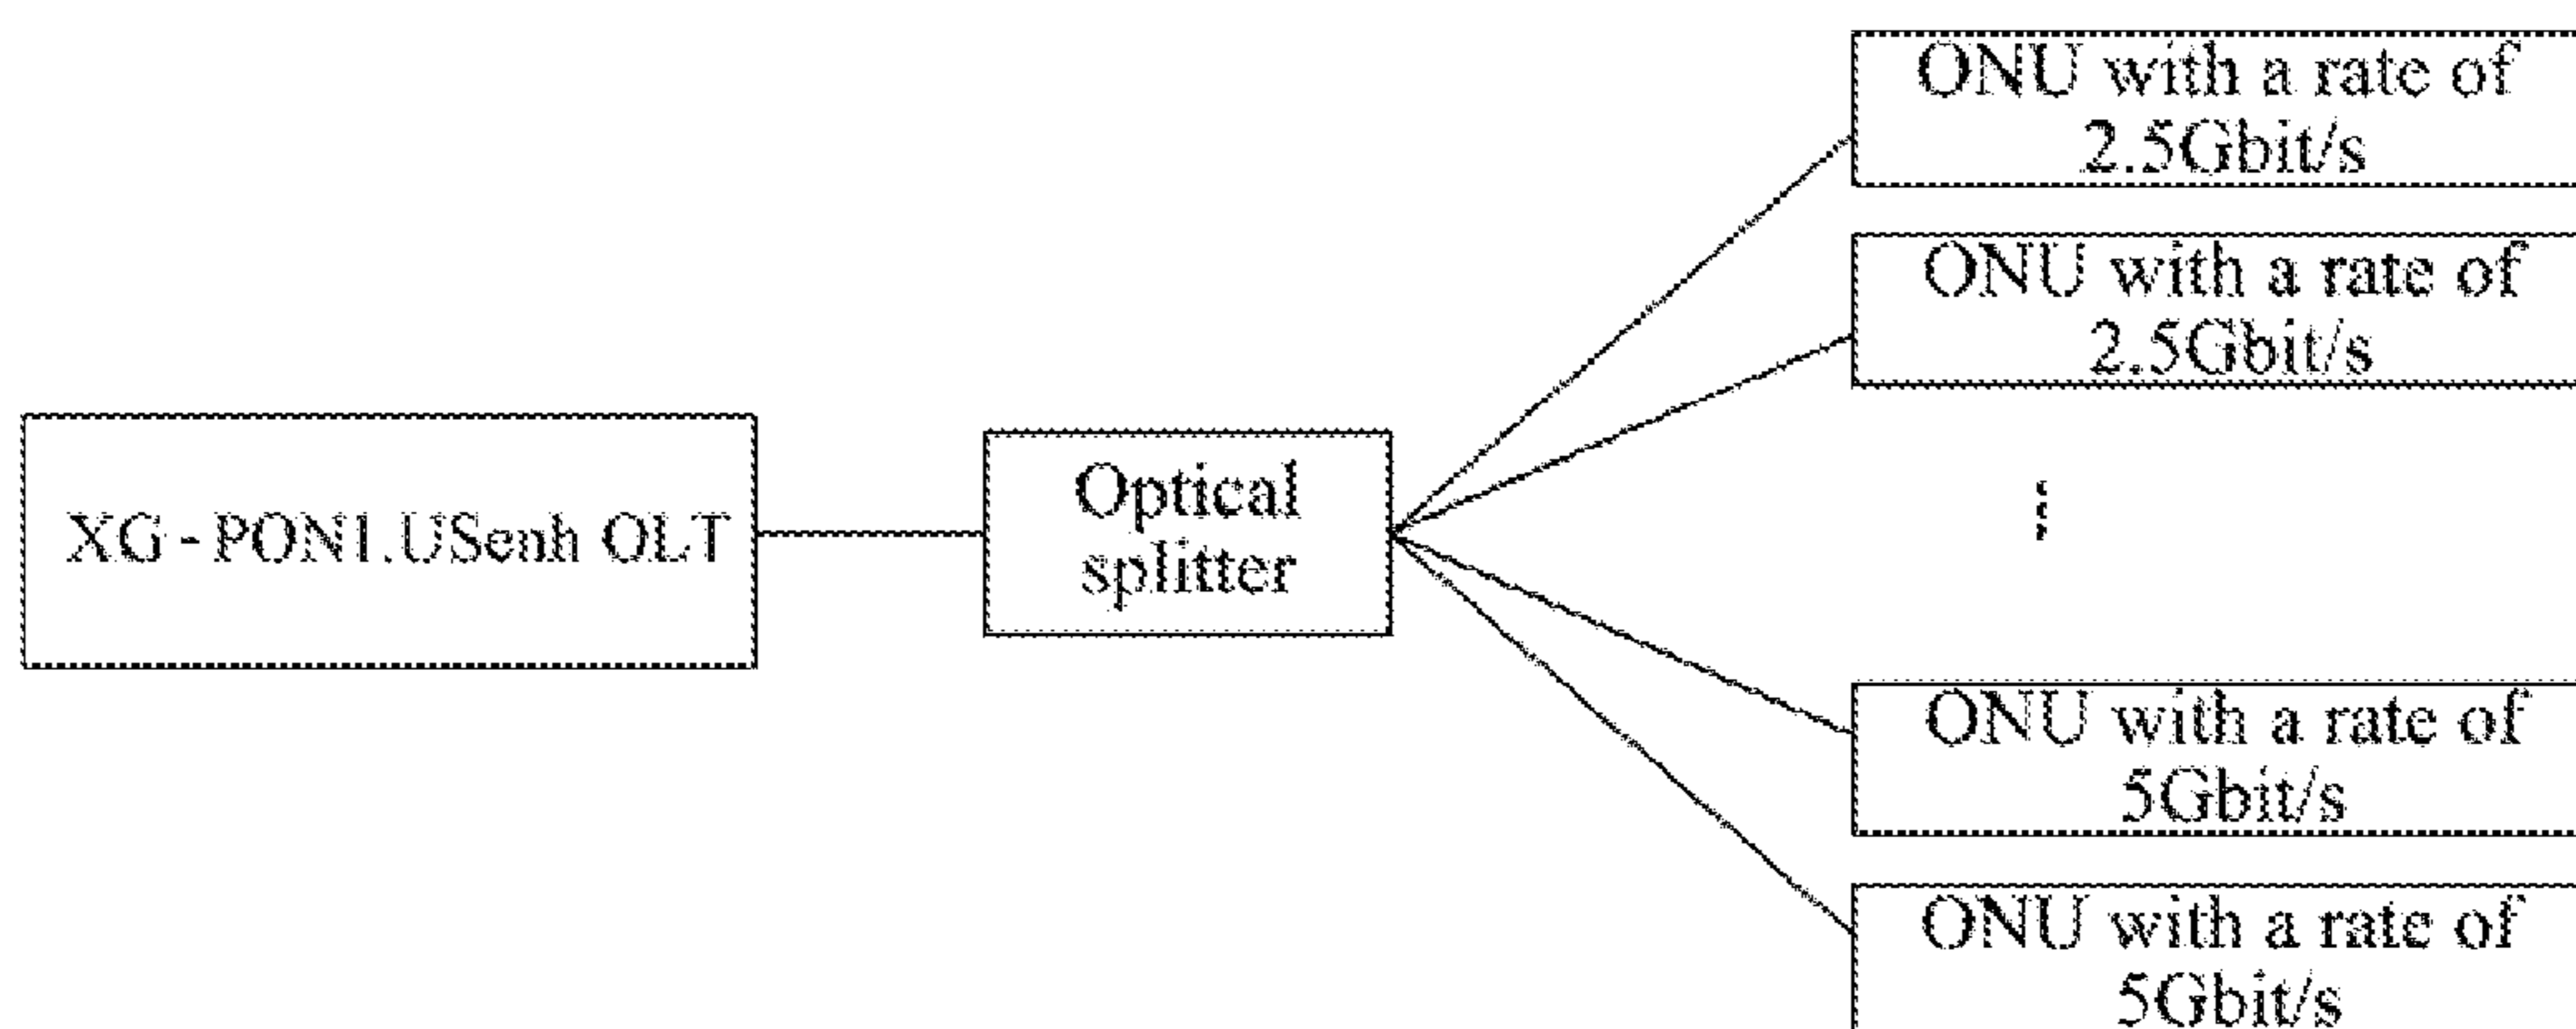 ONU with a rate of
2.5Gbit/s
ONU with a rate of
2.5Gbit/s
XG-PON1.USenh OLT
Optical
splitter
ONU with a rate of
5Gbit/s
ONU with a rate of
5Gbit/s